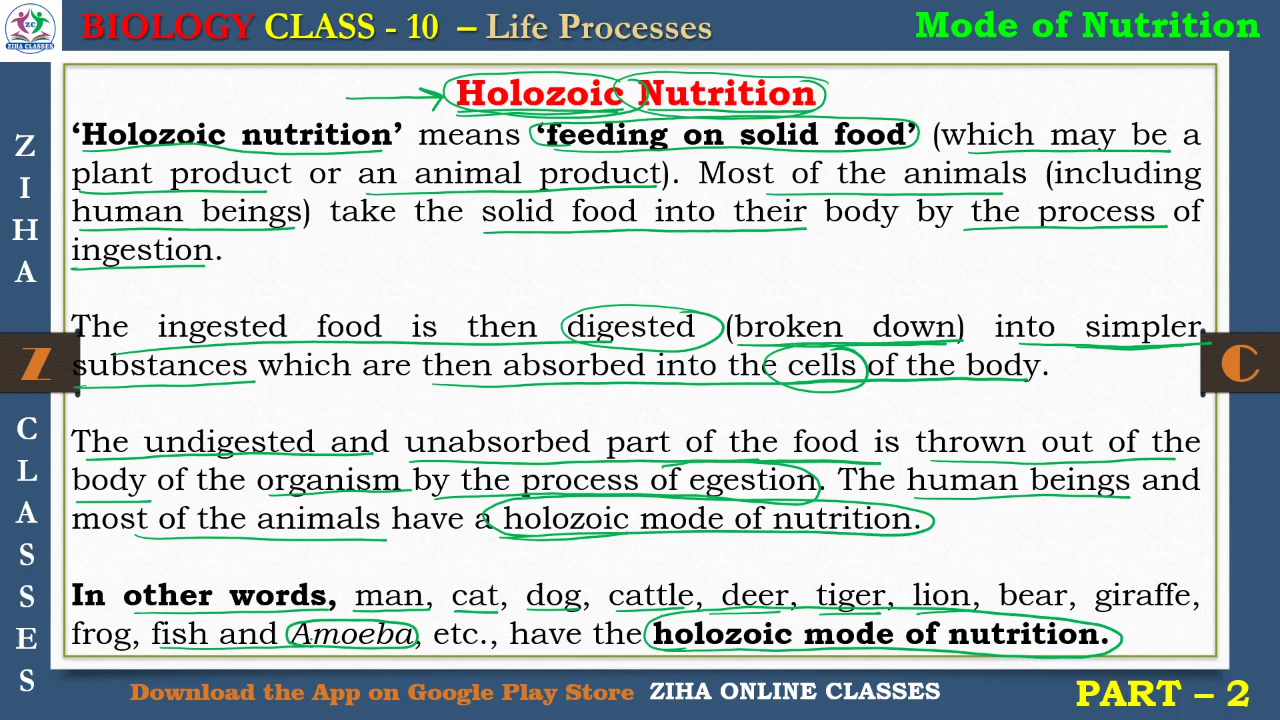 ZC
ZIHA CLASSES
BIOLOGY CLASS - 10 – Life Processes
Mode of Nutrition
Holozoic Nutrition
‘Holozoic nutrition’ means ‘feeding on solid food’ (which may be a
plant product or an animal product). Most of the animals (including
human beings) take the solid food into their body by the process of
ingestion.
The ingested food is then digested (broken down) into simpler
substances which are then absorbed into the cells of the body.
The undigested and unabsorbed part of the food is thrown out of the
body of the organism by the process of egestion. The human beings and
most of the animals have a holozoic mode of nutrition.
In other words, man, cat, dog, cattle, deer, tiger, lion, bear, giraffe,
frog, fish and Amoeba, etc., have the holozoic mode of nutrition.
ZIHA
Z
CLASSES
C
Download the App on Google Play Store ZIHA ONLINE CLASSES
PART – 2